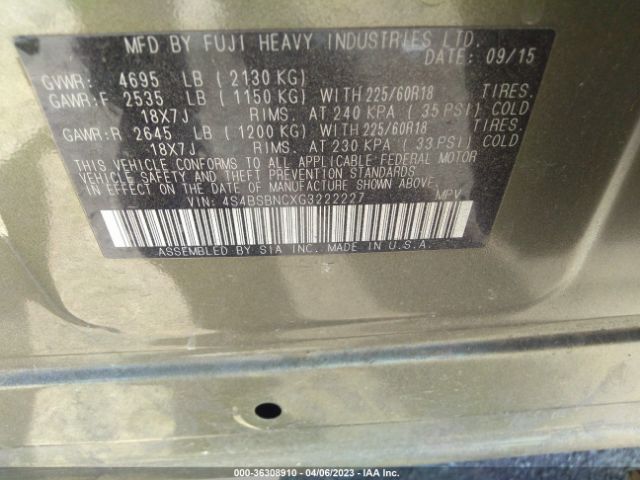 MFD BY FUJI HEAVY INDUSTRIES LTD.
DATE: 09/15
GVWR: 4695 LB (2130 KG)
GAWR:F 2535 LB (1150 KG) WITH 225/60R18 TIRES.
18X7J RIMS. AT 240 KPA (35 PSI) COLD
GAWR:R 2645 LB (1200 KG) WITH 225/60R18 TIRES.
18X7J RIMS. AT 230 KPA (33 PSI) COLD
THIS VEHICLE CONFORMS TO ALL APPLICABLE FEDERAL MOTOR
VEHICLE SAFETY AND THEFT PREVENTION STANDARDS
IN EFFECT ON THE DATE OF MANUFACTURE SHOWN ABOVE.
VIN: 4S4BSBNCXG3222227 MPV
ASSEMBLED BY SIA INC. MADE IN U.S.A.
000-36308910 - 04/06/2023 - IAA Inc.